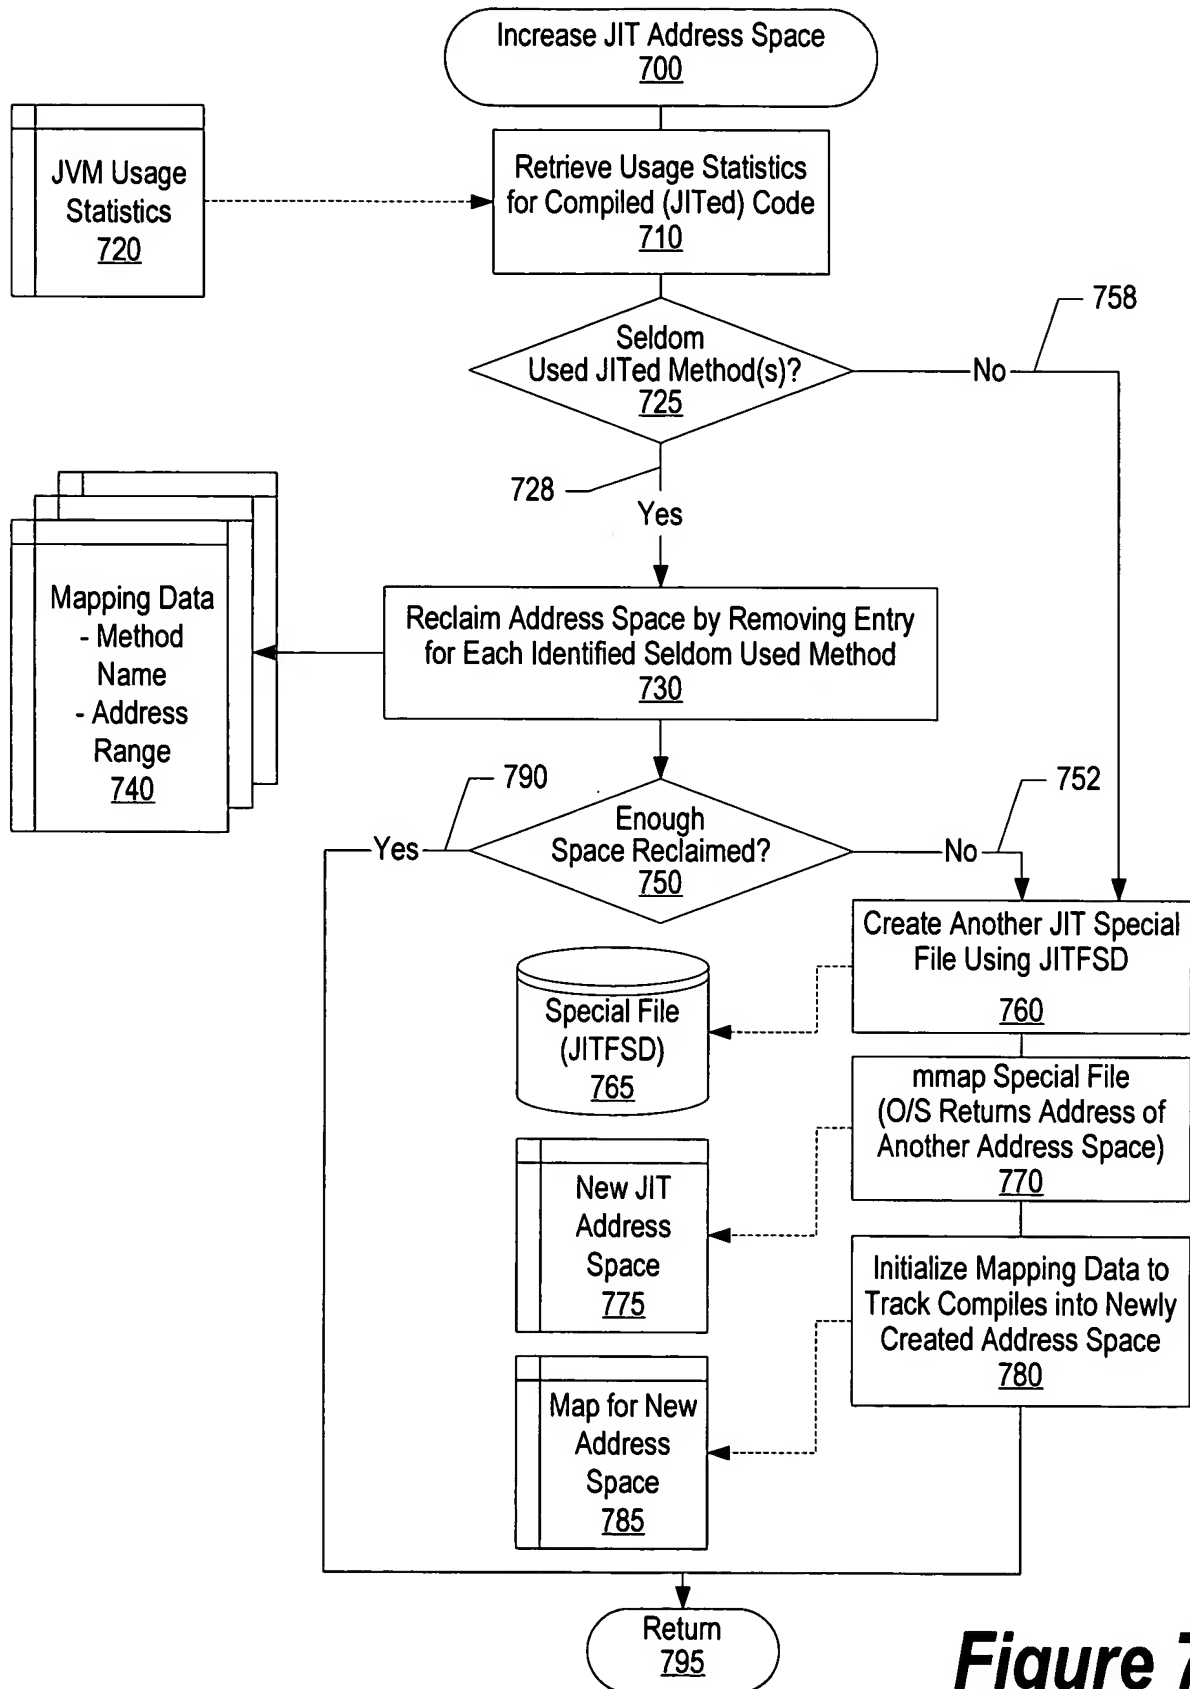 Increase JIT Address Space
700
JVM Usage
Statistics
720
Retrieve Usage Statistics
for Compiled (JITed) Code
710
758
Seldom
Used JITed Method(s)?
725
No
728
Yes
Mapping Data
- Method
Name
- Address
Range
740
Reclaim Address Space by Removing Entry
for Each Identified Seldom Used Method
730
790
752
Enough
Space Reclaimed?
750
Yes
No
Create Another JIT Special
File Using JITFSD
760
Special File
(JITFSD)
765
mmap Special File
(O/S Returns Address of
Another Address Space)
770
New JIT
Address
Space
775
Initialize Mapping Data to
Track Compiles into Newly
Created Address Space
780
Map for New
Address
Space
785
Return
795
Figure 7